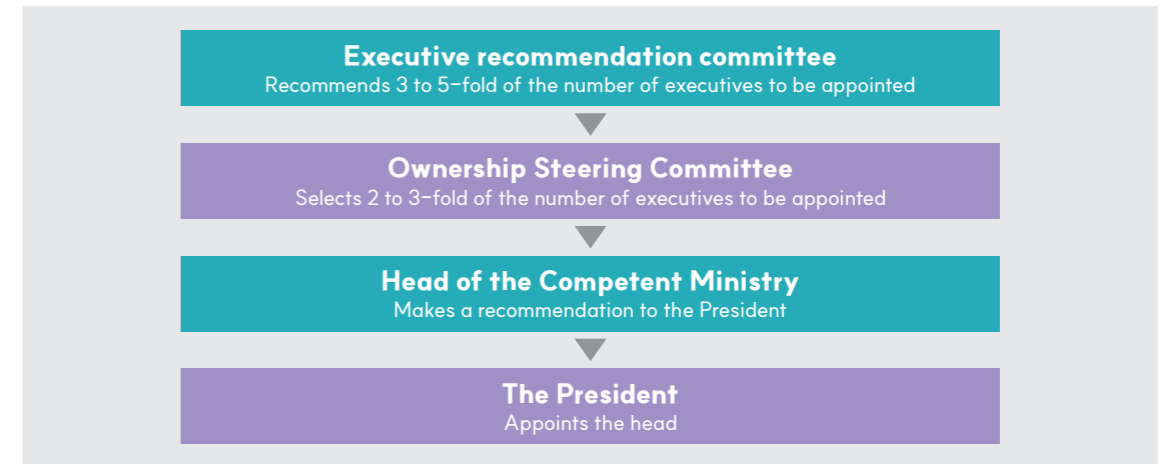 Executive recommendation committee
Recommends 3 to 5-fold of the number of executives to be appointed
Ownership Steering Committee
Selects 2 to 3-fold of the number of executives to be appointed
Head of the Competent Ministry
Makes a recommendation to the President
The President
Appoints the head